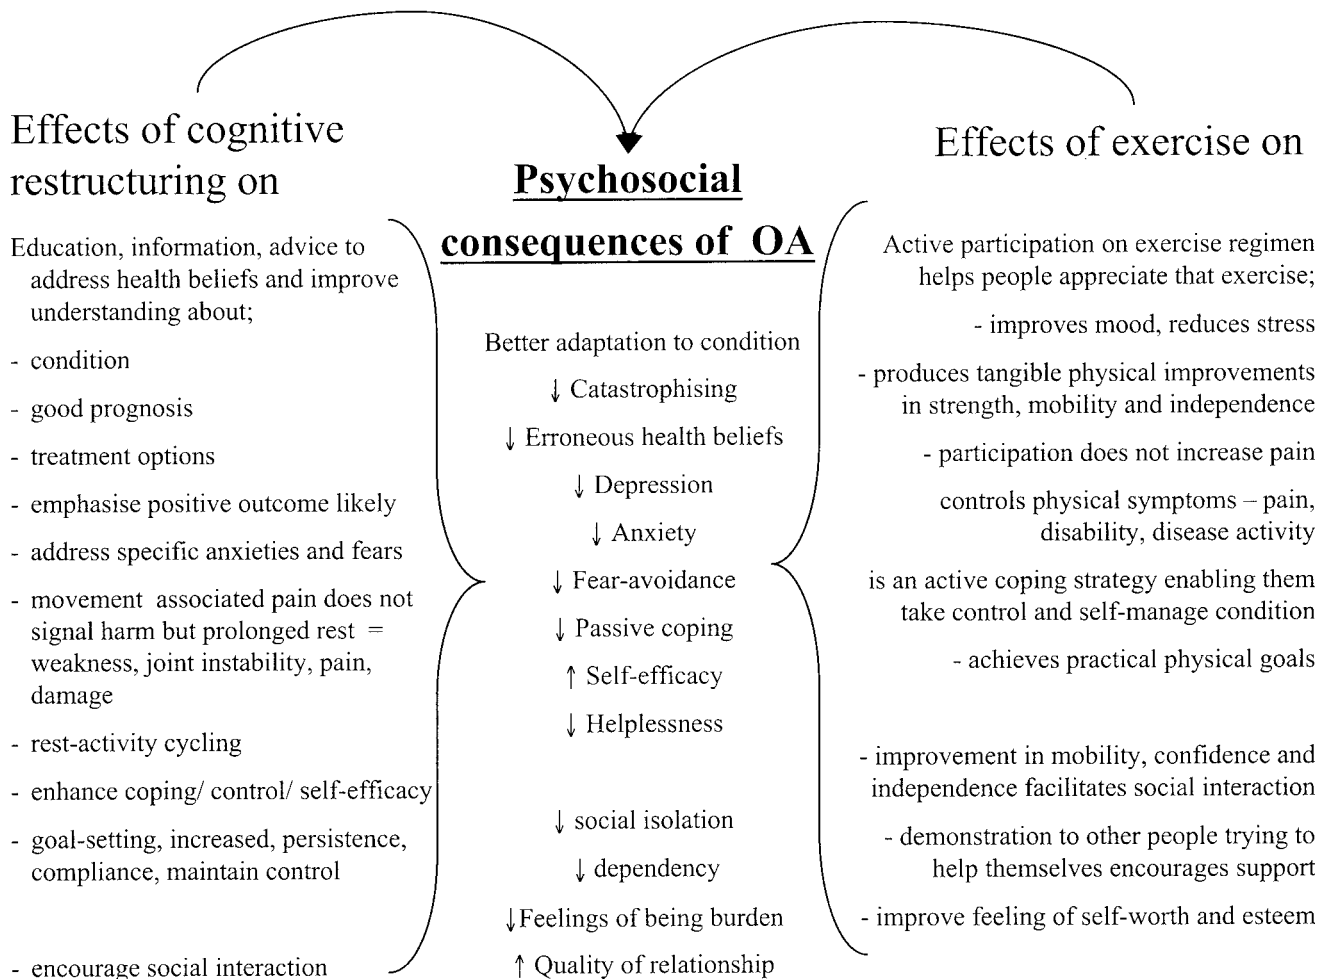 Effects of cognitive
restructuring on
Education, information, advice to
address health beliefs and improve
understanding about;
- condition
- good prognosis
- treatment options
- emphasise positive outcome likely
- address specific anxieties and fears
- movement associated pain does not
signal harm but prolonged rest =
weakness, joint instability, pain,
damage
- rest-activity cycling
- enhance coping/ control/ self-efficacy
- goal-setting, increased, persistence,
compliance, maintain control
- encourage social interaction
Psychosocial
consequences of OA
Better adaptation to condition
↓ Catastrophising
↓ Erroneous health beliefs
↓ Depression
↓ Anxiety
↓ Fear-avoidance
↓ Passive coping
↑ Self-efficacy
↓ Helplessness
↓ social isolation
↓ dependency
↓Feelings of being burden
↑ Quality of relationship
Effects of exercise on
Active participation on exercise regimen
helps people appreciate that exercise;
- improves mood, reduces stress
- produces tangible physical improvements
in strength, mobility and independence
- participation does not increase pain
controls physical symptoms – pain,
disability, disease activity
is an active coping strategy enabling them
take control and self-manage condition
- achieves practical physical goals
- improvement in mobility, confidence and
independence facilitates social interaction
- demonstration to other people trying to
help themselves encourages support
- improve feeling of self-worth and esteem